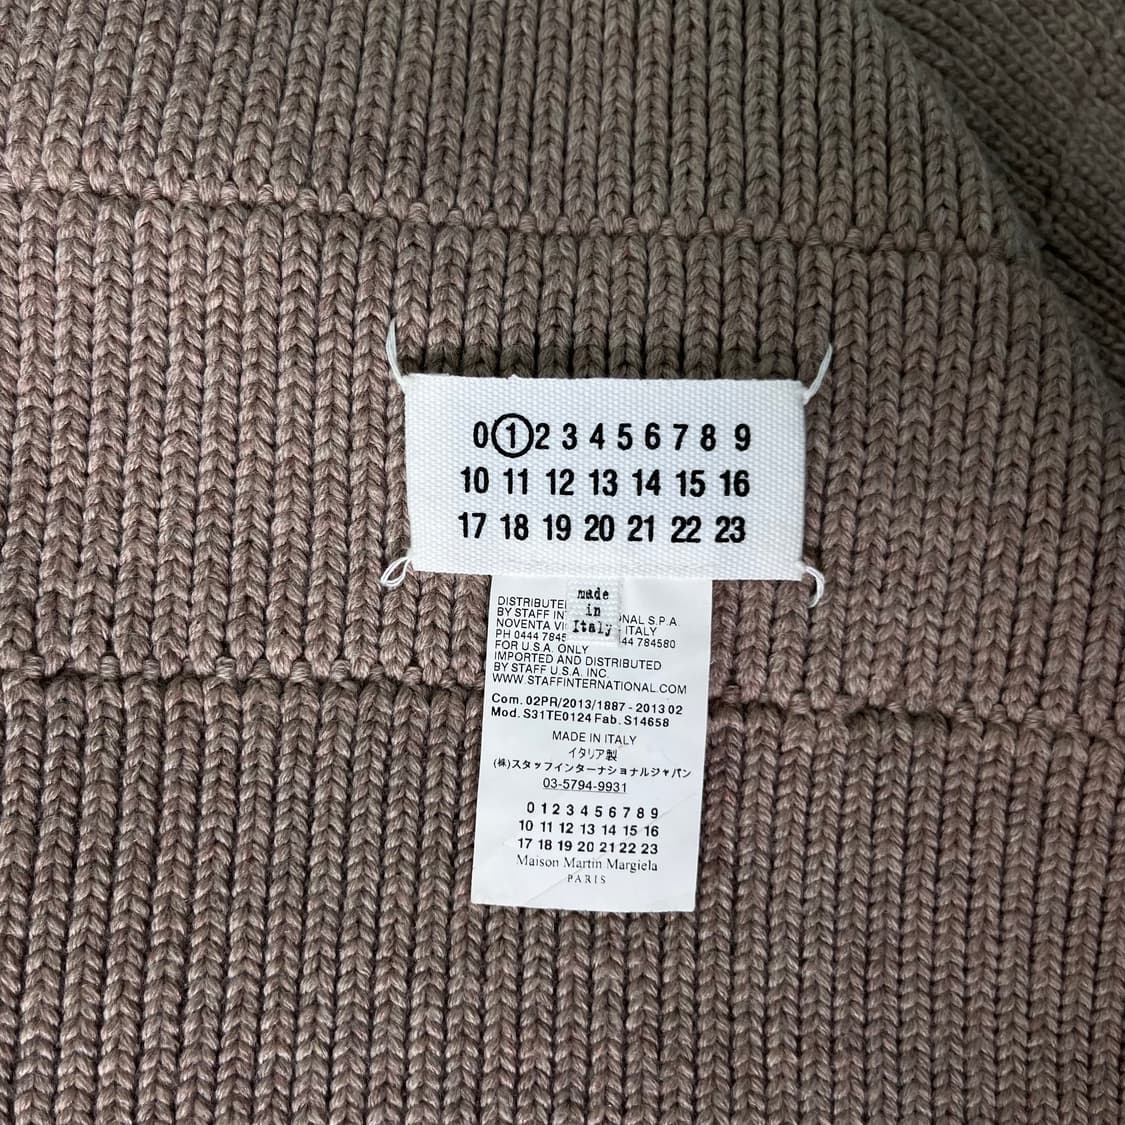 0 1 2 3 4 5 6 7 8 9
10 11 12 13 14 15 16
17 18 19 20 21 22 23
made
in
Italy
DISTRIBUTE
BY STAFF IN NAL S.P.A
NOVENTA VI ITALY
PH 0444 7845 44 784580
FOR U.S.A. ONLY
IMPORTED AND DISTRIBUTED
BY STAFF U.S.A. INC.
WWW.STAFFINTERNATIONAL.COM
Com. 02PR/2013/1887 - 2013 02
Mod. S31TE0124 Fab. S14658
MADE IN ITALY
イタリア製
(株)スタッフインターナショナルジャパン
03-5794-9931
0 1 2 3 4 5 6 7 8 9
10 11 12 13 14 15 16
17 18 19 20 21 22 23
Maison Martin Margiela
PARIS